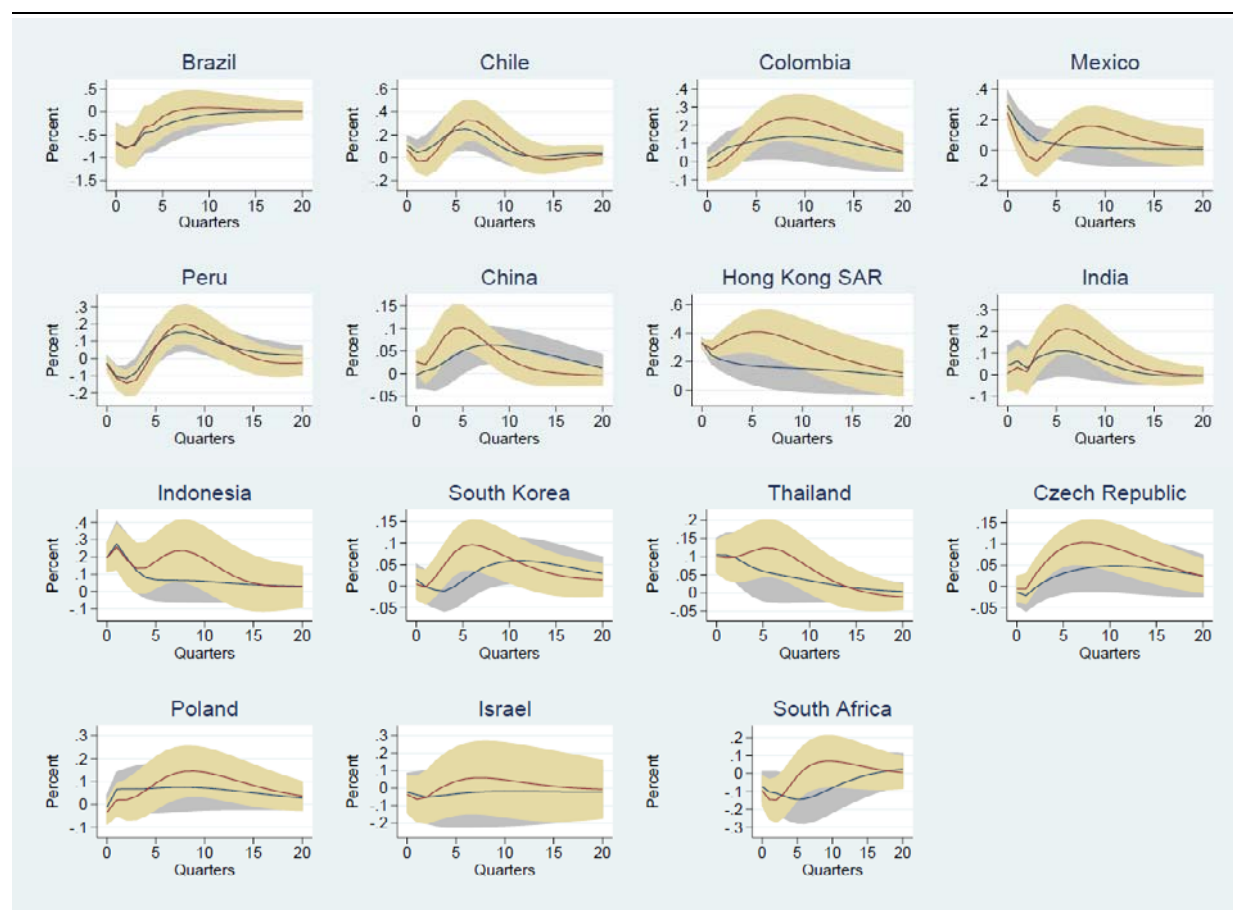 Brazil
Percent
.5
0
-.5
-1
-1.5
0 5 10 15 20
Quarters
Chile
Percent
.6
.4
.2
0
-.2
0 5 10 15 20
Quarters
Colombia
Percent
.4
.3
.2
.1
0
-.1
0 5 10 15 20
Quarters
Mexico
Percent
.4
.2
0
-.2
0 5 10 15 20
Quarters
Peru
Percent
.3
.2
.1
0
-.1
-.2
0 5 10 15 20
Quarters
China
Percent
.15
.1
.05
0
-.05
0 5 10 15 20
Quarters
Hong Kong SAR
Percent
.6
.4
.2
0
0 5 10 15 20
Quarters
India
Percent
.3
.2
.1
0
-.1
0 5 10 15 20
Quarters
Indonesia
Percent
.4
.3
.2
.1
0
-.1
0 5 10 15 20
Quarters
South Korea
Percent
.15
.1
.05
0
-.05
0 5 10 15 20
Quarters
Thailand
Percent
.2
.15
.1
.05
0
-.05
0 5 10 15 20
Quarters
Czech Republic
Percent
.15
.1
.05
0
-.05
0 5 10 15 20
Quarters
Poland
Percent
.3
.2
.1
0
-.1
0 5 10 15 20
Quarters
Israel
Percent
.3
.2
.1
0
-.1
-.2
0 5 10 15 20
Quarters
South Africa
Percent
.2
.1
0
-.1
-.2
-.3
0 5 10 15 20
Quarters